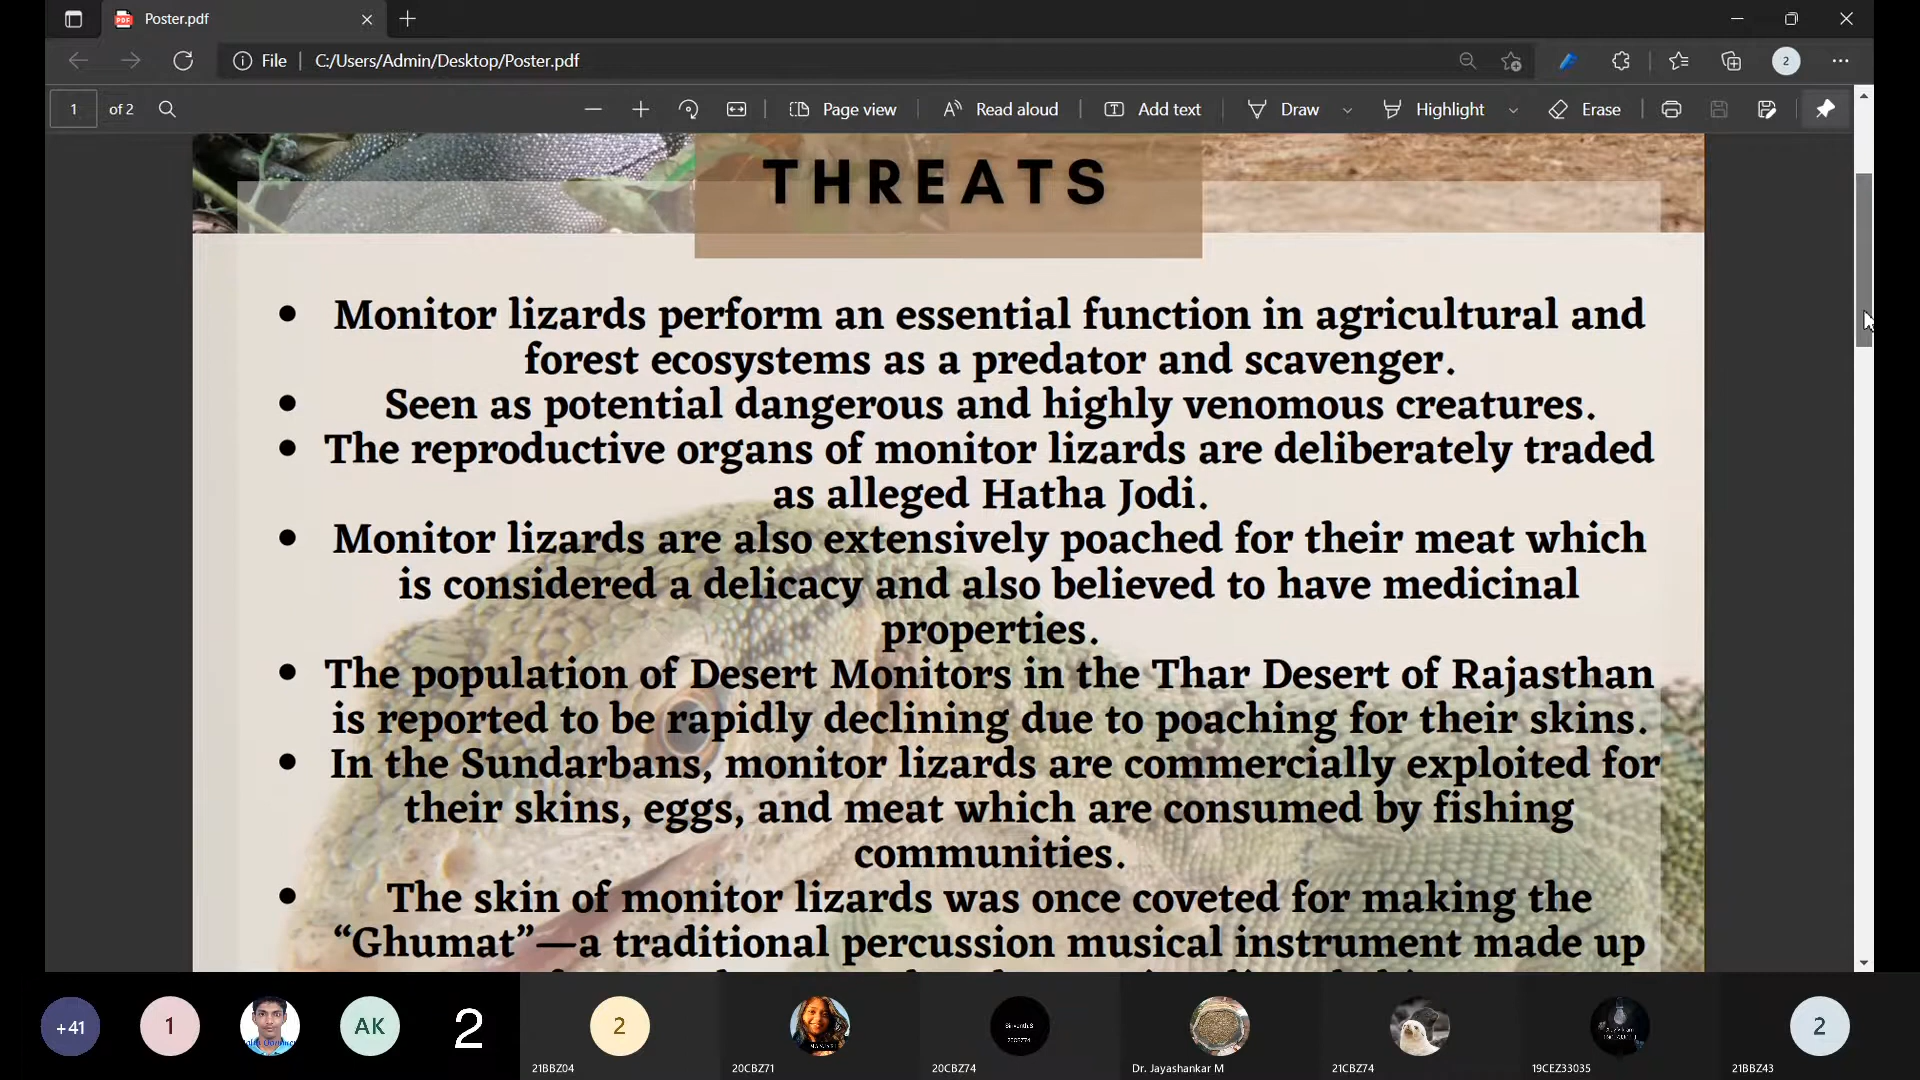 Poster.pdf
File
C:/Users/Admin/Desktop/Poster.pdf
2
1 of 2
Page view
Read aloud
Add text
Draw
Highlight
Erase
THREATS
• Monitor lizards perform an essential function in agricultural and
forest ecosystems as a predator and scavenger.
• Seen as potential dangerous and highly venomous creatures.
• The reproductive organs of monitor lizards are deliberately traded
as alleged Hatha Jodi.
• Monitor lizards are also extensively poached for their meat which
is considered a delicacy and also believed to have medicinal
properties.
• The population of Desert Monitors in the Thar Desert of Rajasthan
is reported to be rapidly declining due to poaching for their skins.
• In the Sundarbans, monitor lizards are commercially exploited for
their skins, eggs, and meat which are consumed by fishing
communities.
• The skin of monitor lizards was once coveted for making the
“Ghumat”—a traditional percussion musical instrument made up
+41
1
AK
2
2
2
21BBZ04
20CBZ71
20CBZ74
Dr. Jayashankar M
21CBZ74
19CEZ33035
21BBZ43